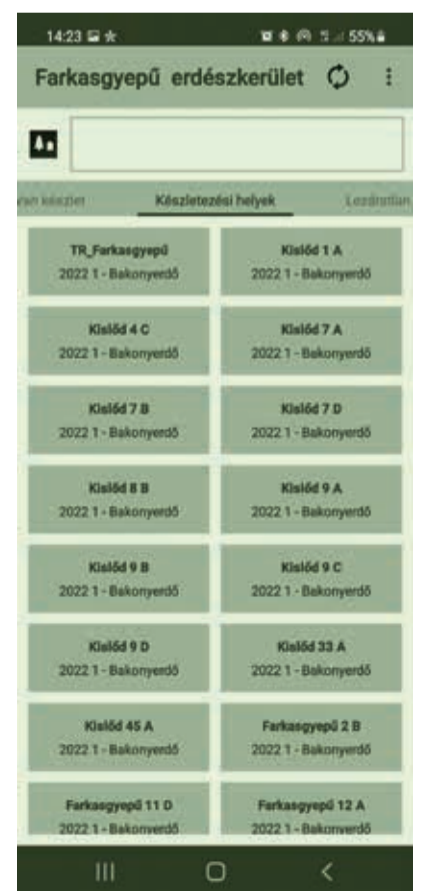 14:23 55%
Farkasgyepű erdészkerület
van készlet Készletezési helyek Lezáratlan
TR_Farkasgyepű
2022 1 - Bakonyerdő
Kislőd 1 A
2022 1 - Bakonyerdő
Kislőd 4 C
2022 1 - Bakonyerdő
Kislőd 7 A
2022 1 - Bakonyerdő
Kislőd 7 B
2022 1 - Bakonyerdő
Kislőd 7 D
2022 1 - Bakonyerdő
Kislőd 8 B
2022 1 - Bakonyerdő
Kislőd 9 A
2022 1 - Bakonyerdő
Kislőd 9 B
2022 1 - Bakonyerdő
Kislőd 9 C
2022 1 - Bakonyerdő
Kislőd 9 D
2022 1 - Bakonyerdő
Kislőd 33 A
2022 1 - Bakonyerdő
Kislőd 45 A
2022 1 - Bakonyerdő
Farkasgyepű 2 B
2022 1 - Bakonyerdő
Farkasgyepű 11 D
2022 1 - Bakonyerdő
Farkasgyepű 12 A
2022 1 - Bakonyerdő